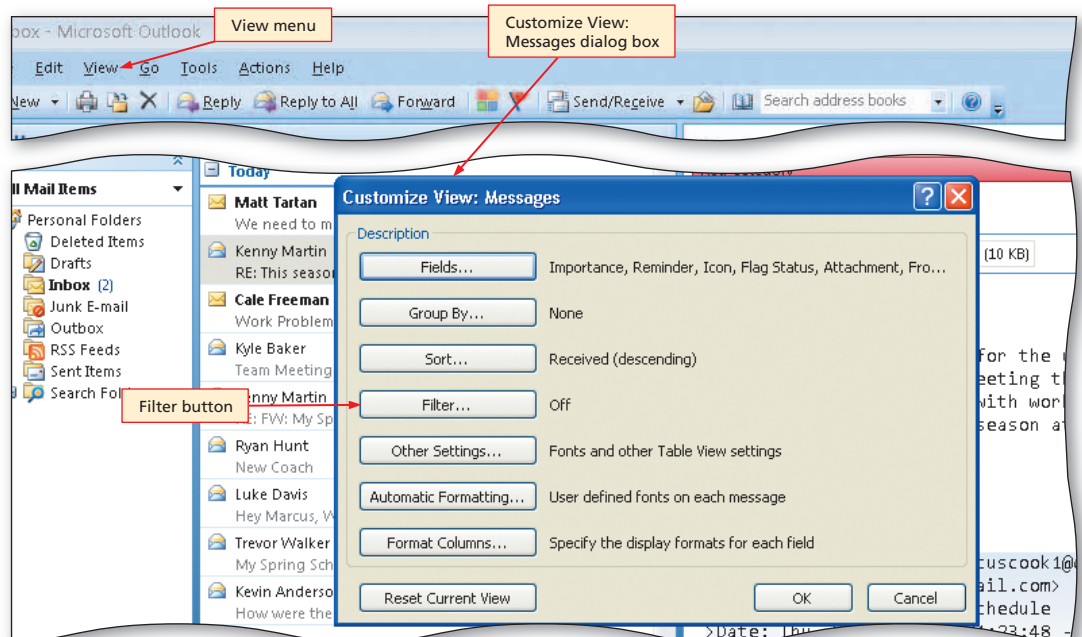 View menu
Customize View:
Messages dialog box
box - Microsoft Outlook
Edit View Go Tools Actions Help
New Reply Reply to All Forward Send/Receive Search address books
Today
ll Mail Items
Personal Folders
Deleted Items
Drafts
Inbox (2)
Junk E-mail
Outbox
RSS Feeds
Sent Items
Search Fol
Filter button
Matt Tartan
We need to m
Kenny Martin
RE: This seaso
Cale Freeman
Work Problem
Kyle Baker
Team Meeting
enny Martin
E: FW: My Sp
Ryan Hunt
New Coach
Luke Davis
Hey Marcus, W
Trevor Walker
My Spring Sch
Kevin Anderso
How were the
Customize View: Messages
Description
Fields... Importance, Reminder, Icon, Flag Status, Attachment, Fro...
Group By... None
Sort... Received (descending)
Filter... Off
Other Settings... Fonts and other Table View settings
Automatic Formatting... User defined fonts on each message
Format Columns... Specify the display formats for each field
Reset Current View OK Cancel
(10 KB)
for the
eeting t
with wor
season a
cuscook1@
ail.com>
chedule
>Date: Thu
:23:48 -